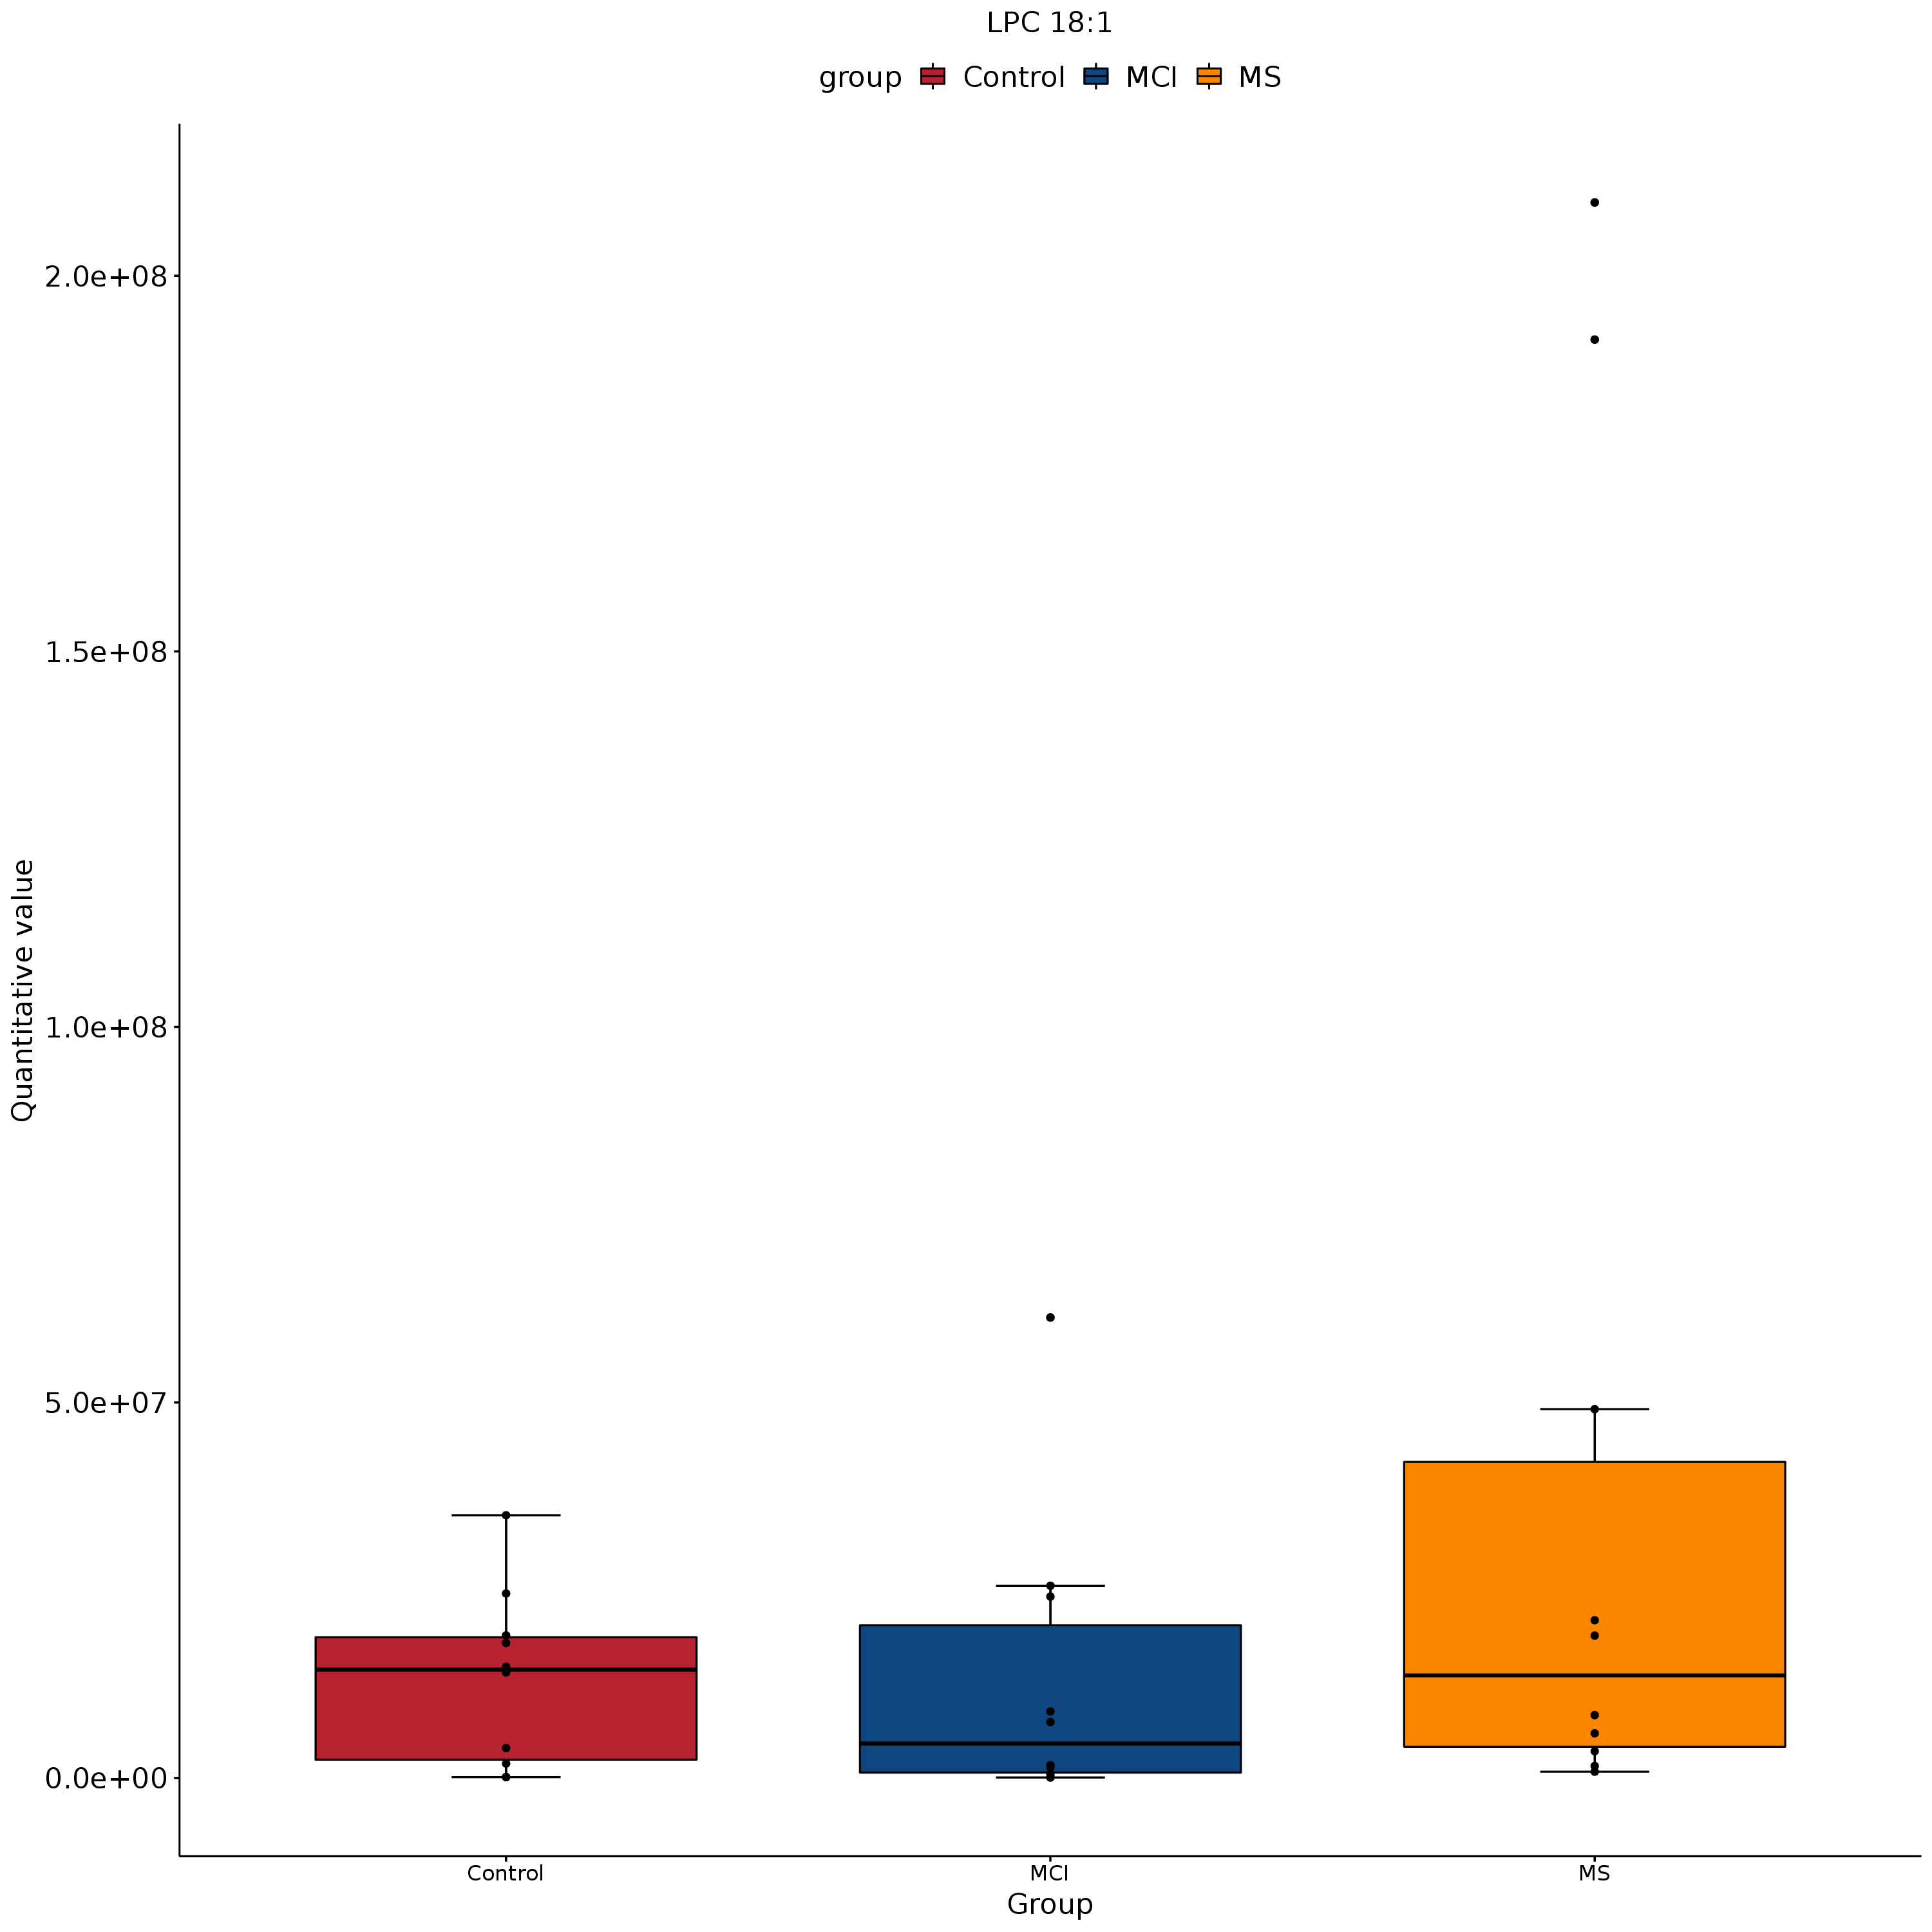 LPC 18:1
group Control MCI MS
Quantitative value
2.0e+08
1.5e+08
1.0e+08
5.0e+07
0.0e+00
Control MCI MS
Group